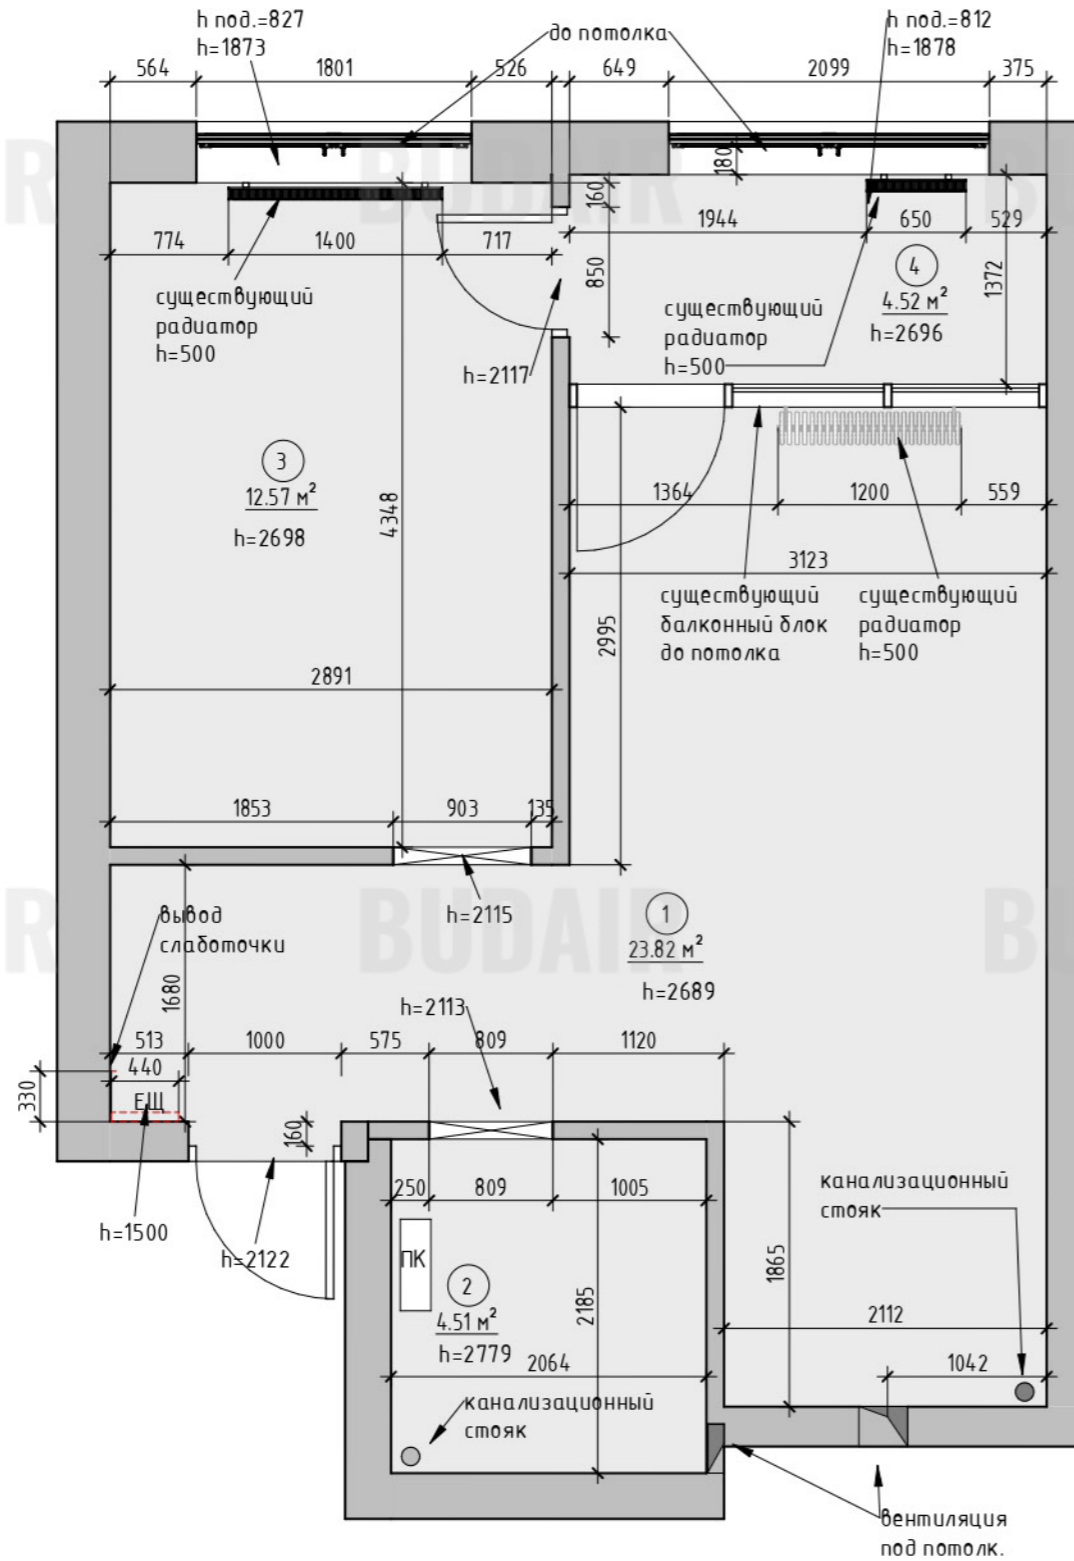 h под.=827
h=1873
до потолка
h под.=812
h=1878
564
1801
526
649
2099
375
BUDAIR
180
160
774
1400
717
1944
650
529
850
1372
существующий
радиатор
h=500
существующий
радиатор
h=500
4
4.52 м²
h=2696
h=2117
3
12.57 м²
h=2698
4348
1364
1200
559
3123
2995
существующий
балконный блок
до потолка
существующий
радиатор
h=500
2891
1853
903
135
BUDAIR
вывод
слаботочки
h=2115
1
23.82 м²
h=2689
1680
h=2113
513
1000
575
809
1120
330
440
ЕЩ
160
h=1500
h=2122
250
809
1005
ПК
2
4.51 м²
h=2779
2185
2064
1865
канализационный
стояк
2112
1042
канализационный
стояк
вентиляция
под потолк.